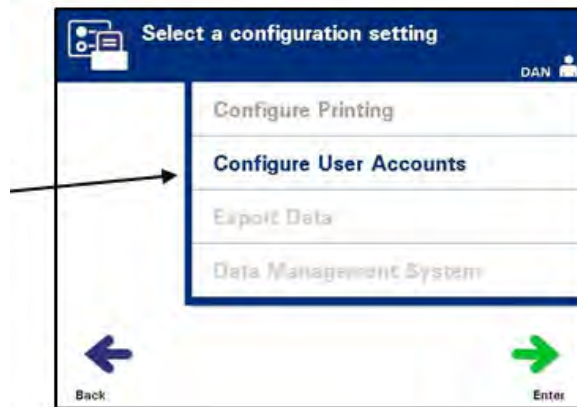 Select a configuration setting
DAN
Configure Printing
Configure User Accounts
Export Data
Data Management System
Back
Enter